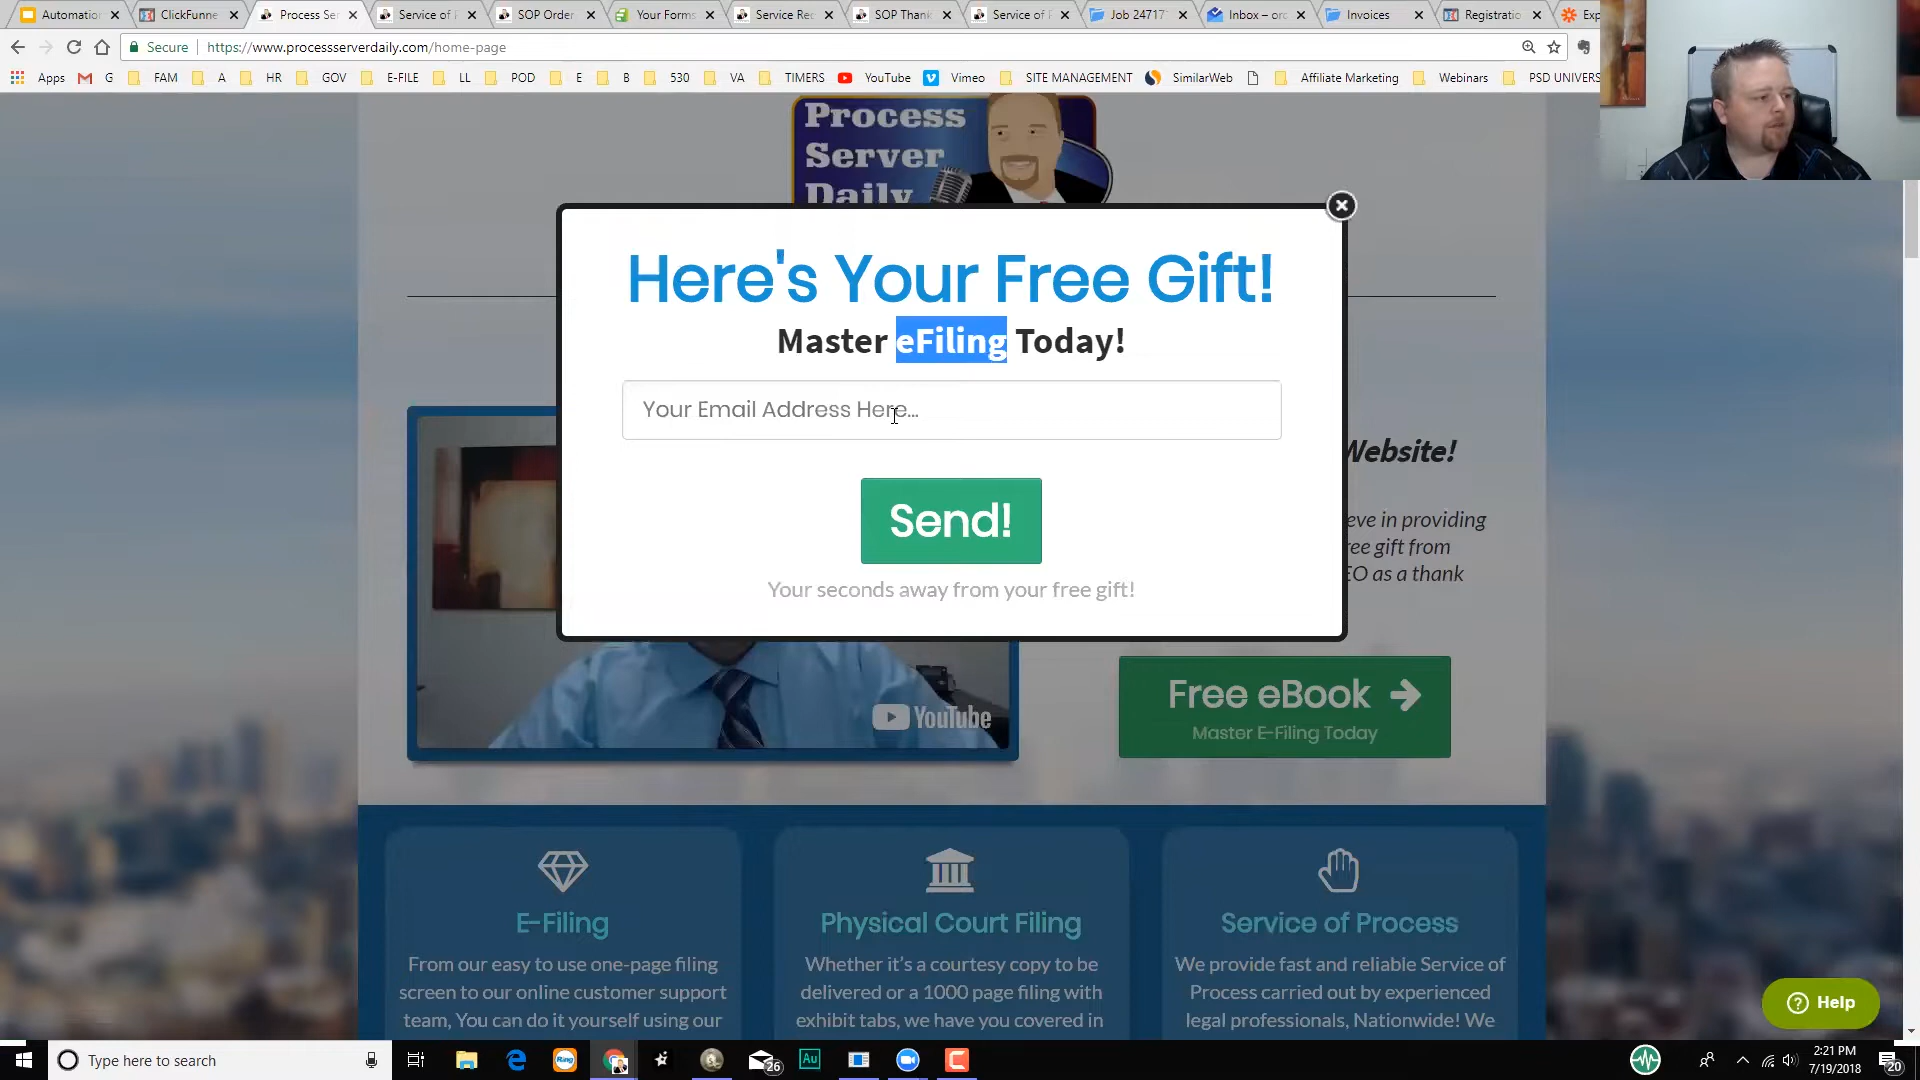 Automation
ClickFunne
Process Ser
Service of F
SOP Order
Your Forms
Service Rec
SOP Thank
Service of F
Job 24717
Inbox – orc
Invoices
Registratio
Exp
Secure https://www.processserverdaily.com/home-page
Apps G FAM A HR GOV E-FILE LL POD E B 530 VA TIMERS YouTube Vimeo SITE MANAGEMENT SimilarWeb Affiliate Marketing Webinars PSD UNIVERS
Process
Server
Daily
Here's Your Free Gift!
Master eFiling Today!
Your Email Address Here...
Send!
Your seconds away from your free gift!
Website!
eve in providing
ree gift from
EO as a thank
YouTube
Free eBook
Master E-Filing Today
E-Filing
From our easy to use one-page filing
screen to our online customer support
team, You can do it yourself using our
Physical Court Filing
Whether it's a courtesy copy to be
delivered or a 1000 page filing with
exhibit tabs, we have you covered in
Service of Process
We provide fast and reliable Service of
Process carried out by experienced
legal professionals, Nationwide! We
Help
Type here to search
Ring
26
Au
2:21 PM
7/19/2018
20